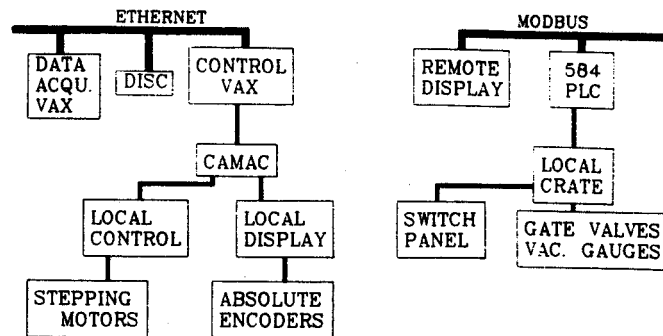 ETHERNET
DATA
ACQU.
VAX
DISC
CONTROL
VAX
CAMAC
LOCAL
CONTROL
LOCAL
DISPLAY
STEPPING
MOTORS
ABSOLUTE
ENCODERS
MODBUS
REMOTE
DISPLAY
584
PLC
LOCAL
CRATE
SWITCH
PANEL
GATE VALVES
VAC. GAUGES